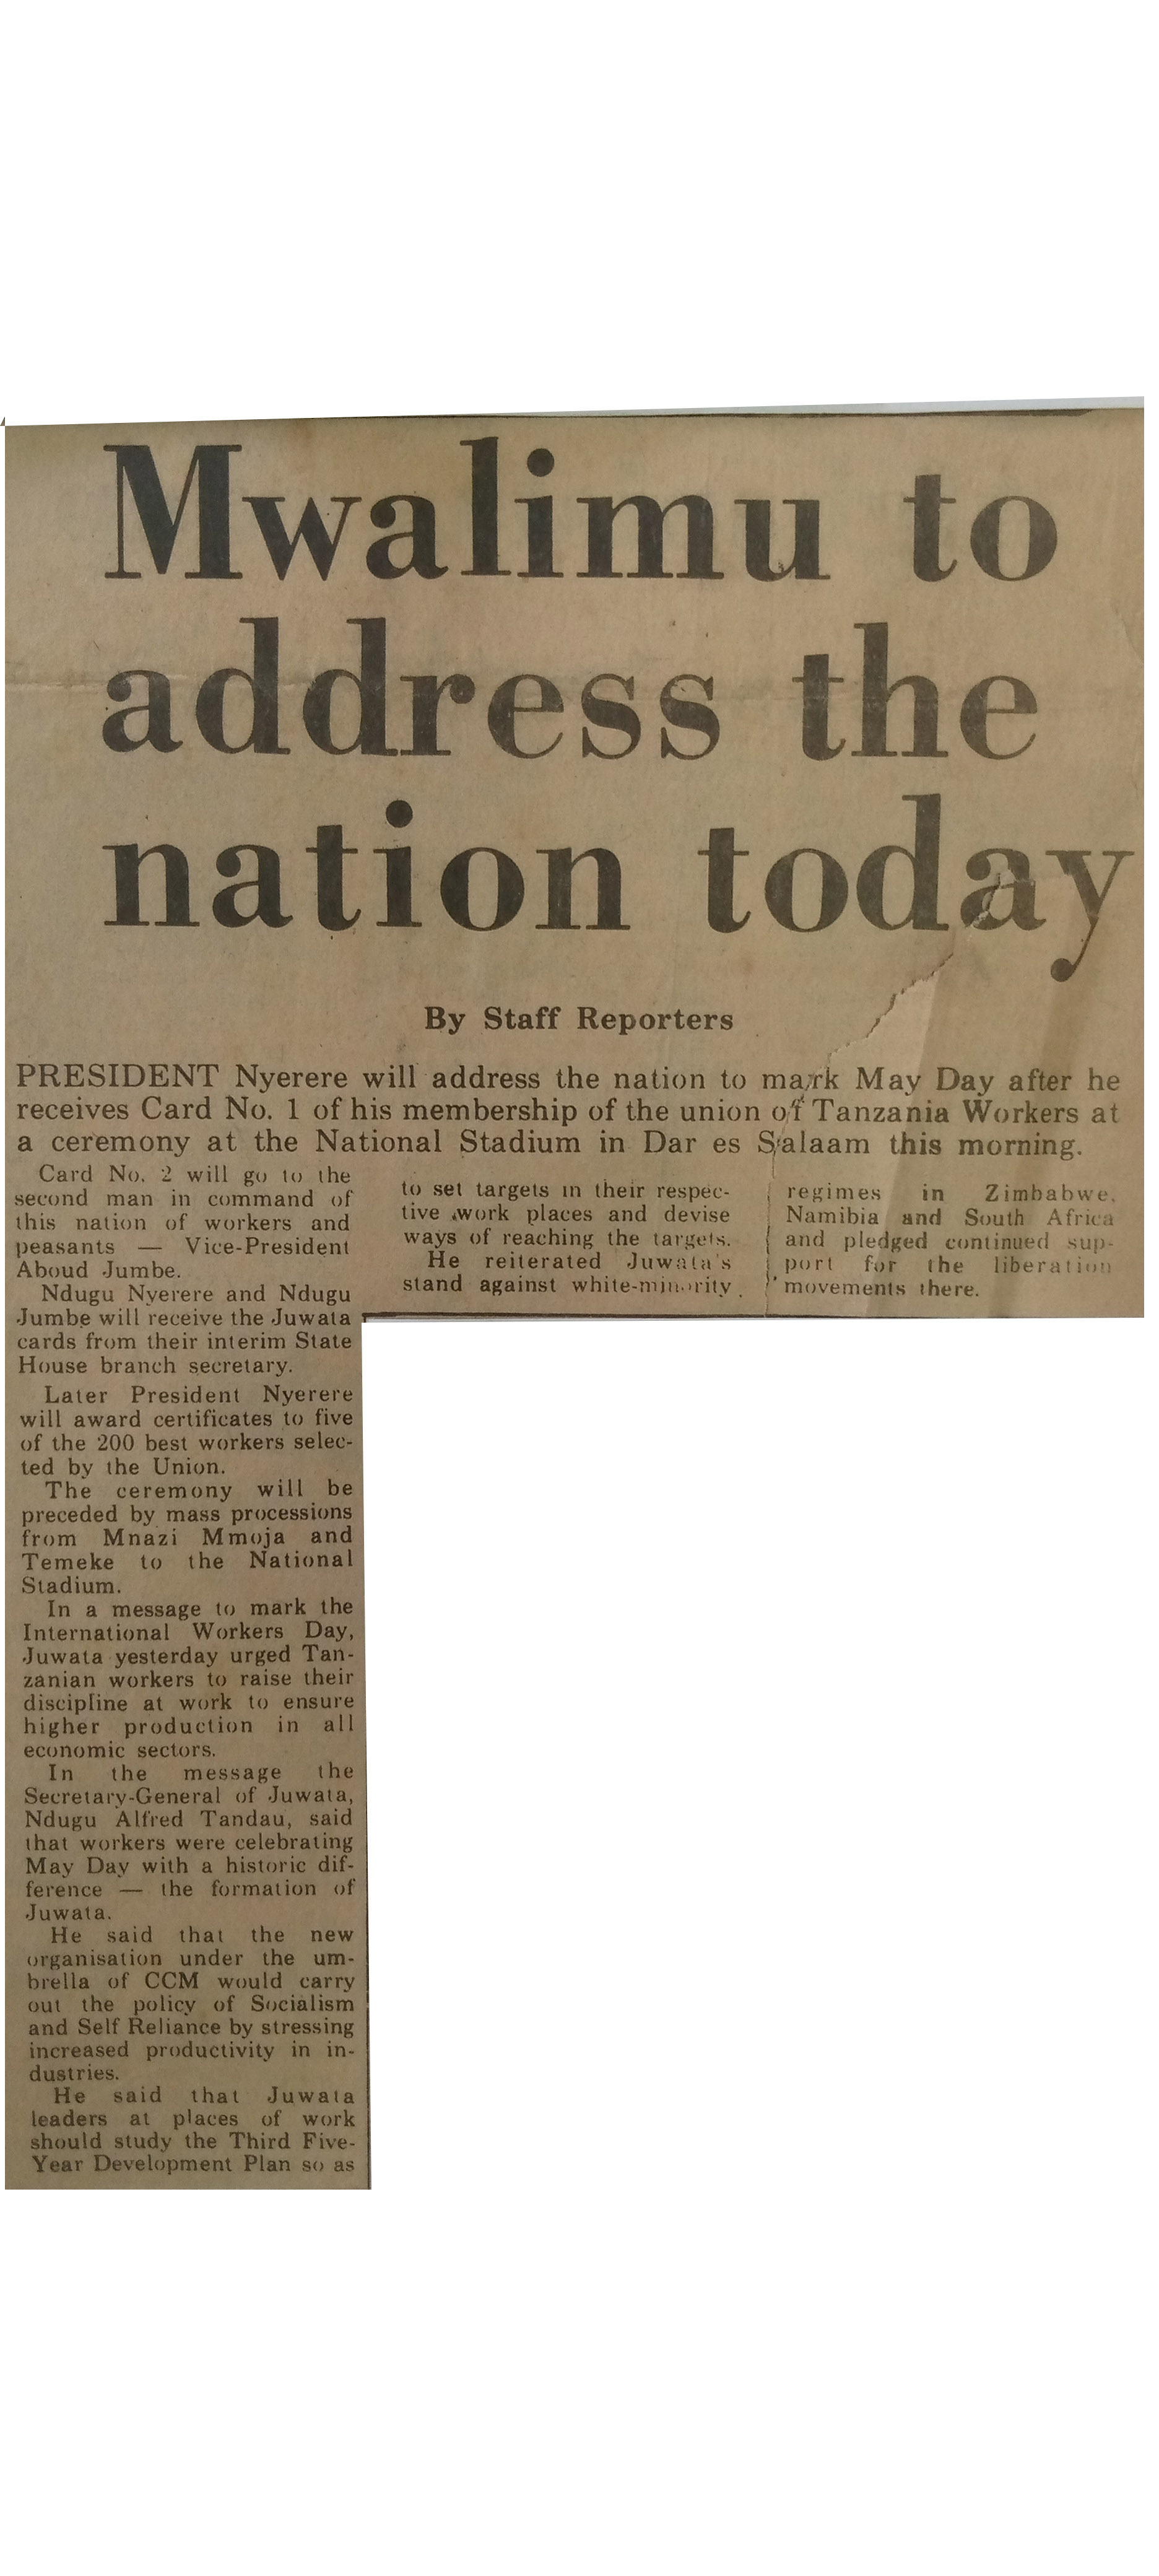 Mwalimu to
address the
nation today
By Staff Reporters
PRESIDENT Nyerere will address the nation to mark May Day after he
receives Card No. 1 of his membership of the union of Tanzania Workers at
a ceremony at the National Stadium in Dar es Salaam this morning.
Card No. 2 will go to the
second man in command of
this nation of workers and
peasants — Vice-President
Aboud Jumbe.
Ndugu Nyerere and Ndugu
Jumbe will receive the Juwata
cards from their interim State
House branch secretary.
Later President Nyerere
will award certificates to five
of the 200 best workers selec-
ted by the Union.
The ceremony will be
preceded by mass processions
from Mnazi Mmoja and
Temeke to the National
Stadium.
In a message to mark the
International Workers Day,
Juwata yesterday urged Tan-
zanian workers to raise their
discipline at work to ensure
higher production in all
economic sectors.
In the message the
Secretary-General of Juwata,
Ndugu Alfred Tandau, said
that workers were celebrating
May Day with a historic dif-
ference — the formation of
Juwata.
He said that the new
organisation under the um-
brella of CCM would carry
out the policy of Socialism
and Self Reliance by stressing
increased productivity in in-
dustries.
He said that Juwata
leaders at places of work
should study the Third Five-
Year Development Plan so as
to set targets in their respec-
tive work places and devise
ways of reaching the targets.
He reiterated Juwata's
stand against white-minority
regimes in Zimbabwe,
Namibia and South Africa
and pledged continued sup-
port for the liberation
movements there.